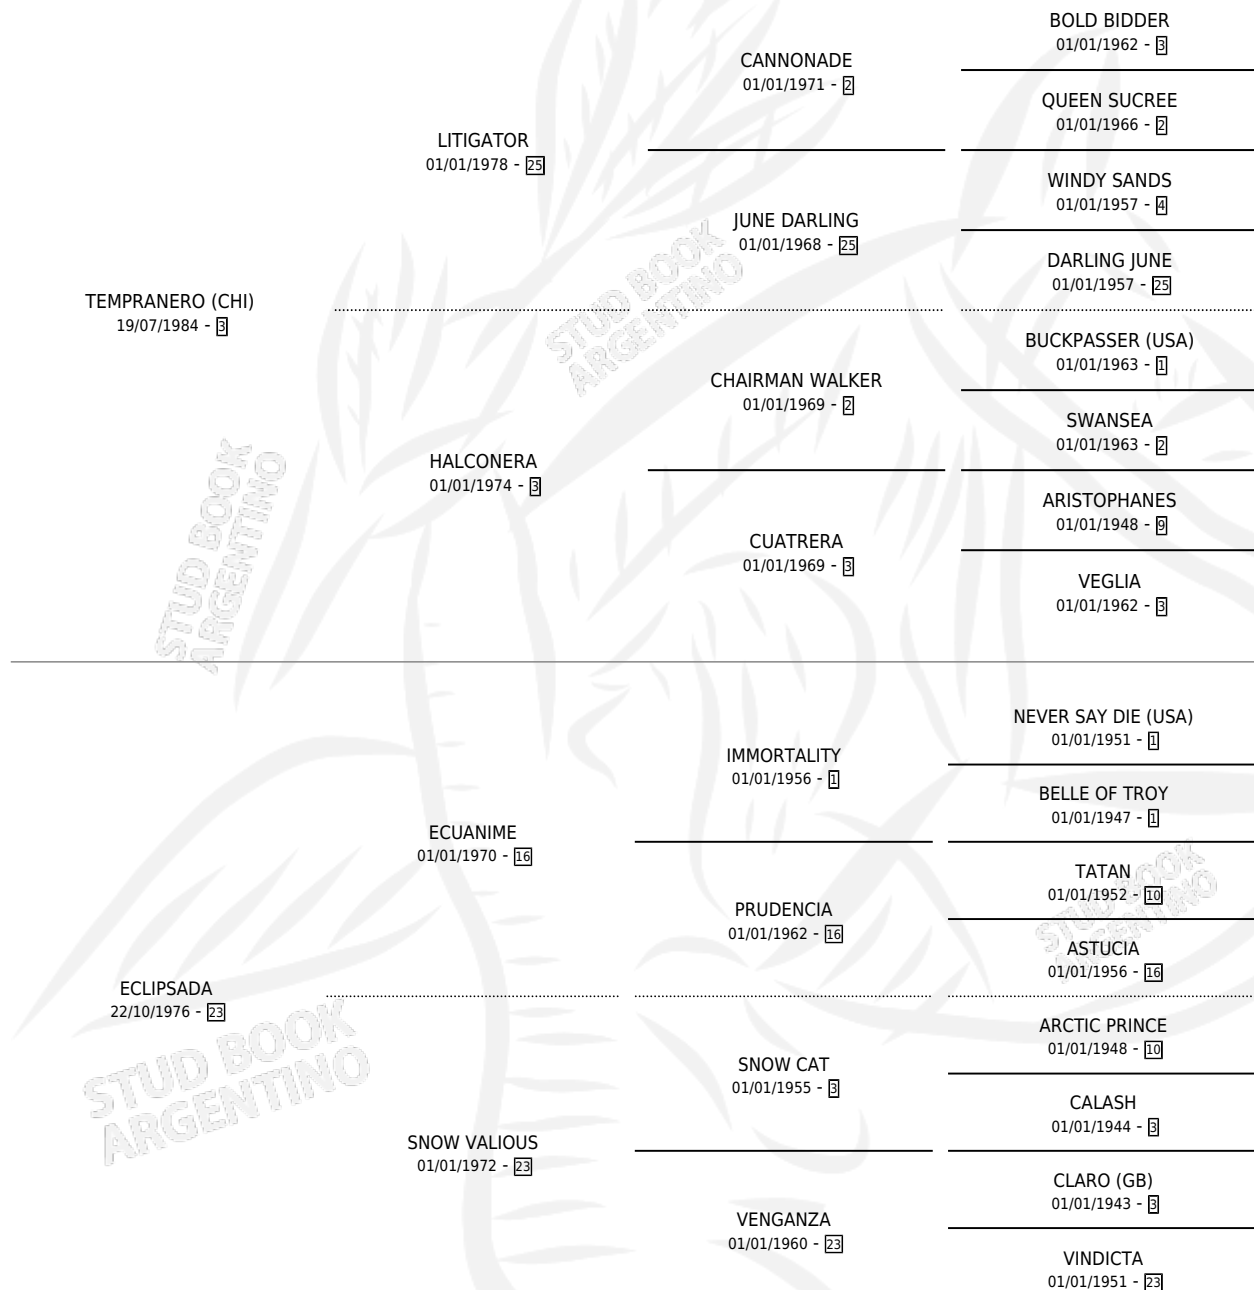 BOLD BIDDER
01/01/1962 - 3
CANNONADE
01/01/1971 - 2
QUEEN SUCREE
01/01/1966 - 2
LITIGATOR
01/01/1978 - 25
WINDY SANDS
01/01/1957 - 4
JUNE DARLING
01/01/1968 - 25
DARLING JUNE
01/01/1957 - 25
TEMPRANERO (CHI)
19/07/1984 - 3
BUCKPASSER (USA)
01/01/1963 - 1
CHAIRMAN WALKER
01/01/1969 - 2
SWANSEA
01/01/1963 - 2
HALCONERA
01/01/1974 - 3
ARISTOPHANES
01/01/1948 - 9
CUATRERA
01/01/1969 - 3
VEGLIA
01/01/1962 - 3
NEVER SAY DIE (USA)
01/01/1951 - 1
IMMORTALITY
01/01/1956 - 1
BELLE OF TROY
01/01/1947 - 1
ECUANIME
01/01/1970 - 16
TATAN
01/01/1952 - 10
PRUDENCIA
01/01/1962 - 16
ASTUCIA
01/01/1956 - 16
ECLIPSADA
22/10/1976 - 23
ARCTIC PRINCE
01/01/1948 - 10
SNOW CAT
01/01/1955 - 3
CALASH
01/01/1944 - 3
SNOW VALIOUS
01/01/1972 - 23
CLARO (GB)
01/01/1943 - 3
VENGANZA
01/01/1960 - 23
VINDICTA
01/01/1951 - 23
STUD BOOK
ARGENTINO
STUD BOOK
ARGENTINO
STUD BOOK
ARGENTINO
STUD BOOK
ARGENTINO